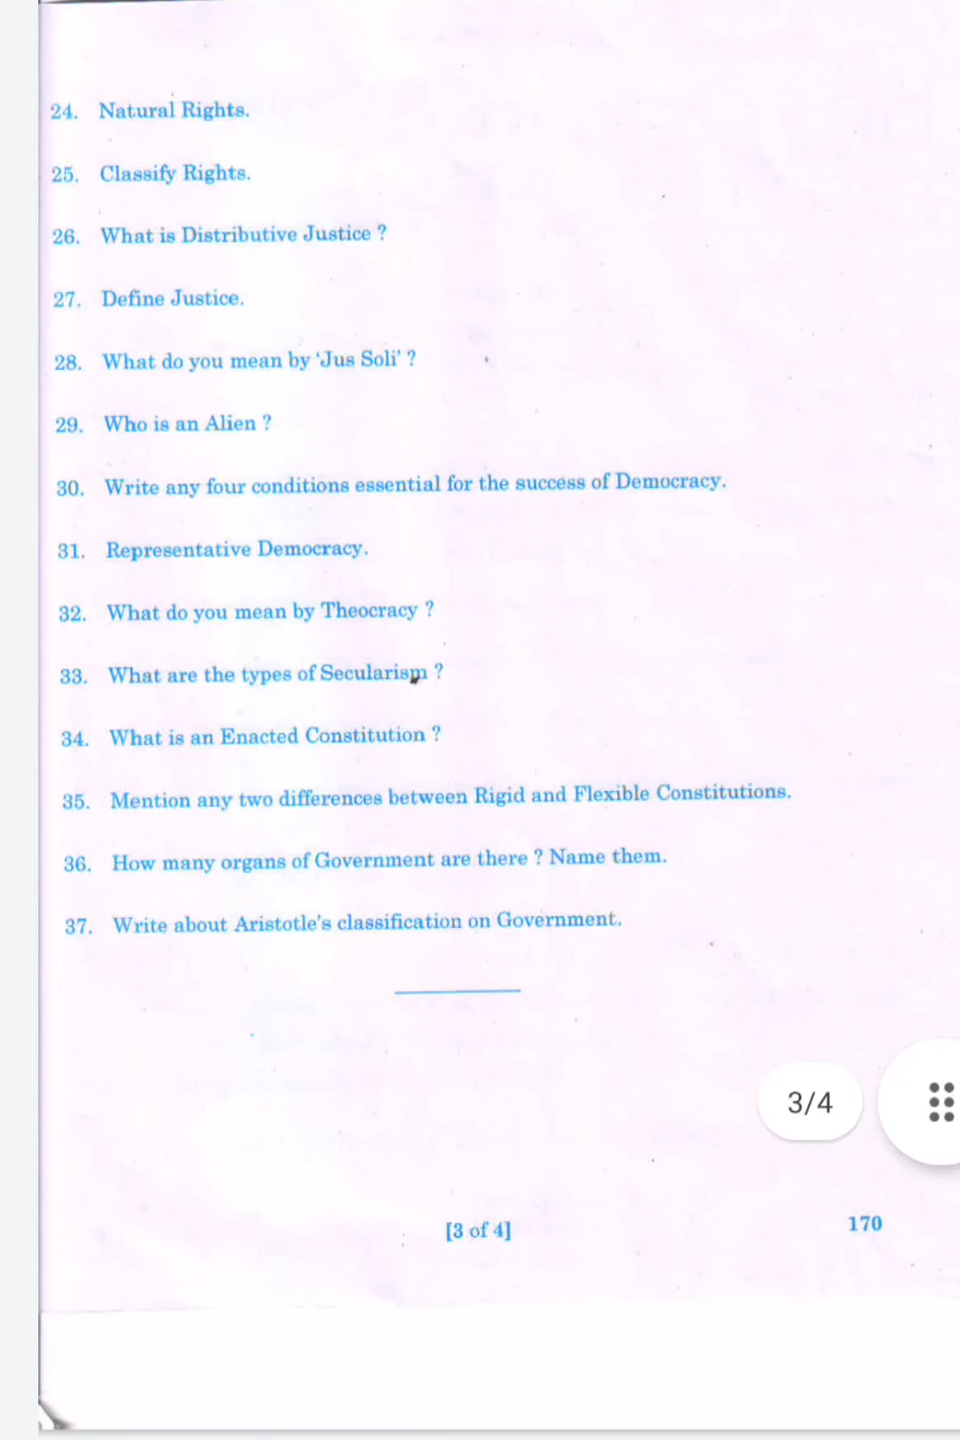 24. Natural Rights.
25. Classify Rights.
26. What is Distributive Justice ?
27. Define Justice.
28. What do you mean by ‘Jus Soli’ ?
29. Who is an Alien ?
30. Write any four conditions essential for the success of Democracy.
31. Representative Democracy.
32. What do you mean by Theocracy ?
33. What are the types of Secularism ?
34. What is an Enacted Constitution ?
35. Mention any two differences between Rigid and Flexible Constitutions.
36. How many organs of Government are there ? Name them.
37. Write about Aristotle’s classification on Government.
3/4
[3 of 4] 170